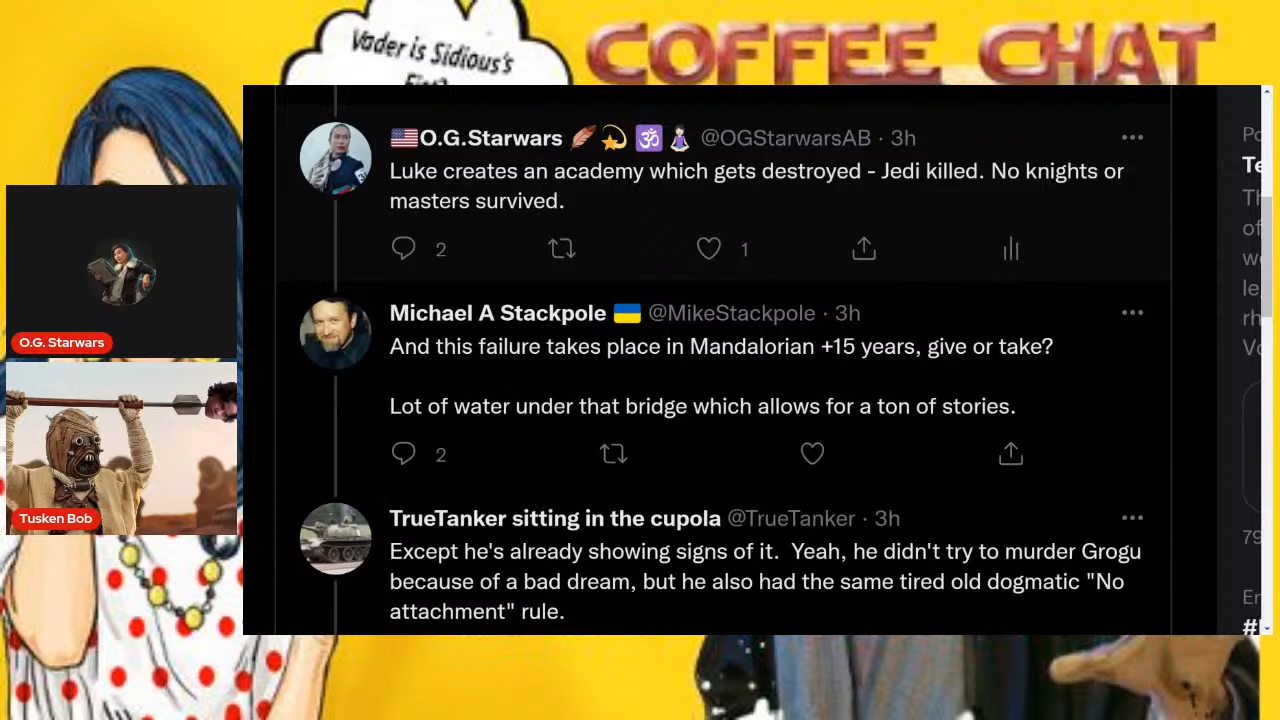 Vader is Sidious's
COFFEE CHAT
O.G.Starwars @OGStarwarsAB · 3h
Luke creates an academy which gets destroyed - Jedi killed. No knights or
masters survived.
2 1
Michael A Stackpole @MikeStackpole · 3h
And this failure takes place in Mandalorian +15 years, give or take?
Lot of water under that bridge which allows for a ton of stories.
2
TrueTanker sitting in the cupola @TrueTanker · 3h
Except he's already showing signs of it. Yeah, he didn't try to murder Grogu
because of a bad dream, but he also had the same tired old dogmatic "No
attachment" rule.
O.G. Starwars
Tusken Bob
79
#